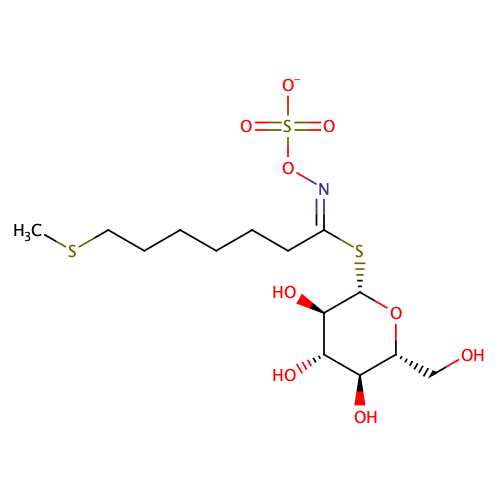 O⁻
O S O
O N
H₃C S S
HO O
HO OH
OH